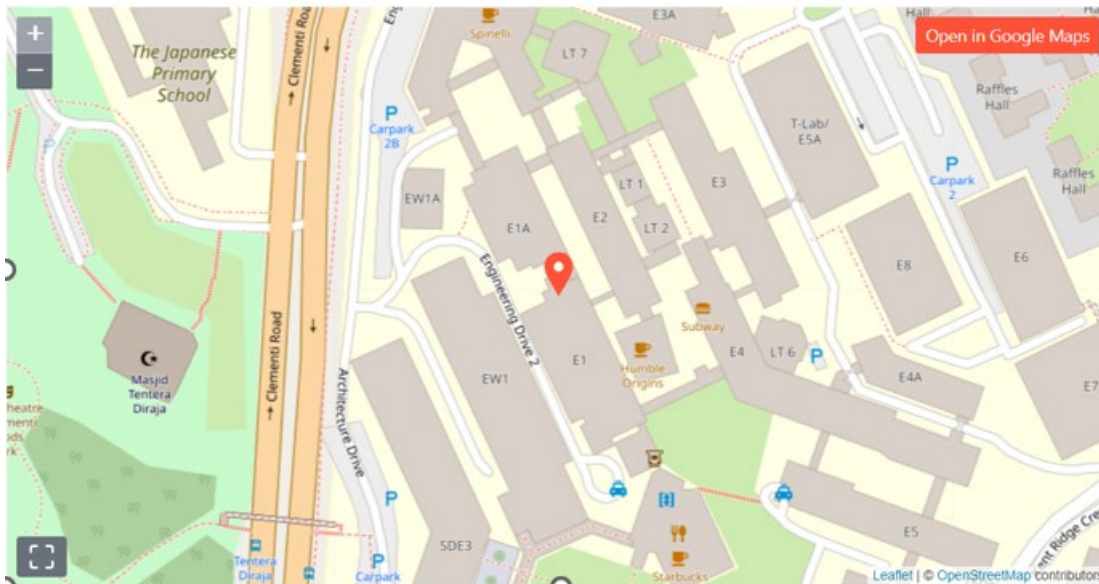 +
−
Open in Google Maps
The Japanese
Primary
School
Clementi Road
Spinelli
E3A
LT 7
Hall
Raffles
Hall
Carpark
2B
T-Lab/
E5A
Carpark
2
Raffles
Hall
EW1A
E1A
E2
LT 1
LT 2
E3
E8
E6
Engineering Drive 2
Clementi Road
Masjid
Tentera
Diraja
Architecture Drive
EW1
E1
Humble
Origins
Subway
E4
LT 6
E4A
E7
SDE3
E5
Tentera
Diraja
Carpark
Starbucks
Leaflet | © OpenStreetMap contributors